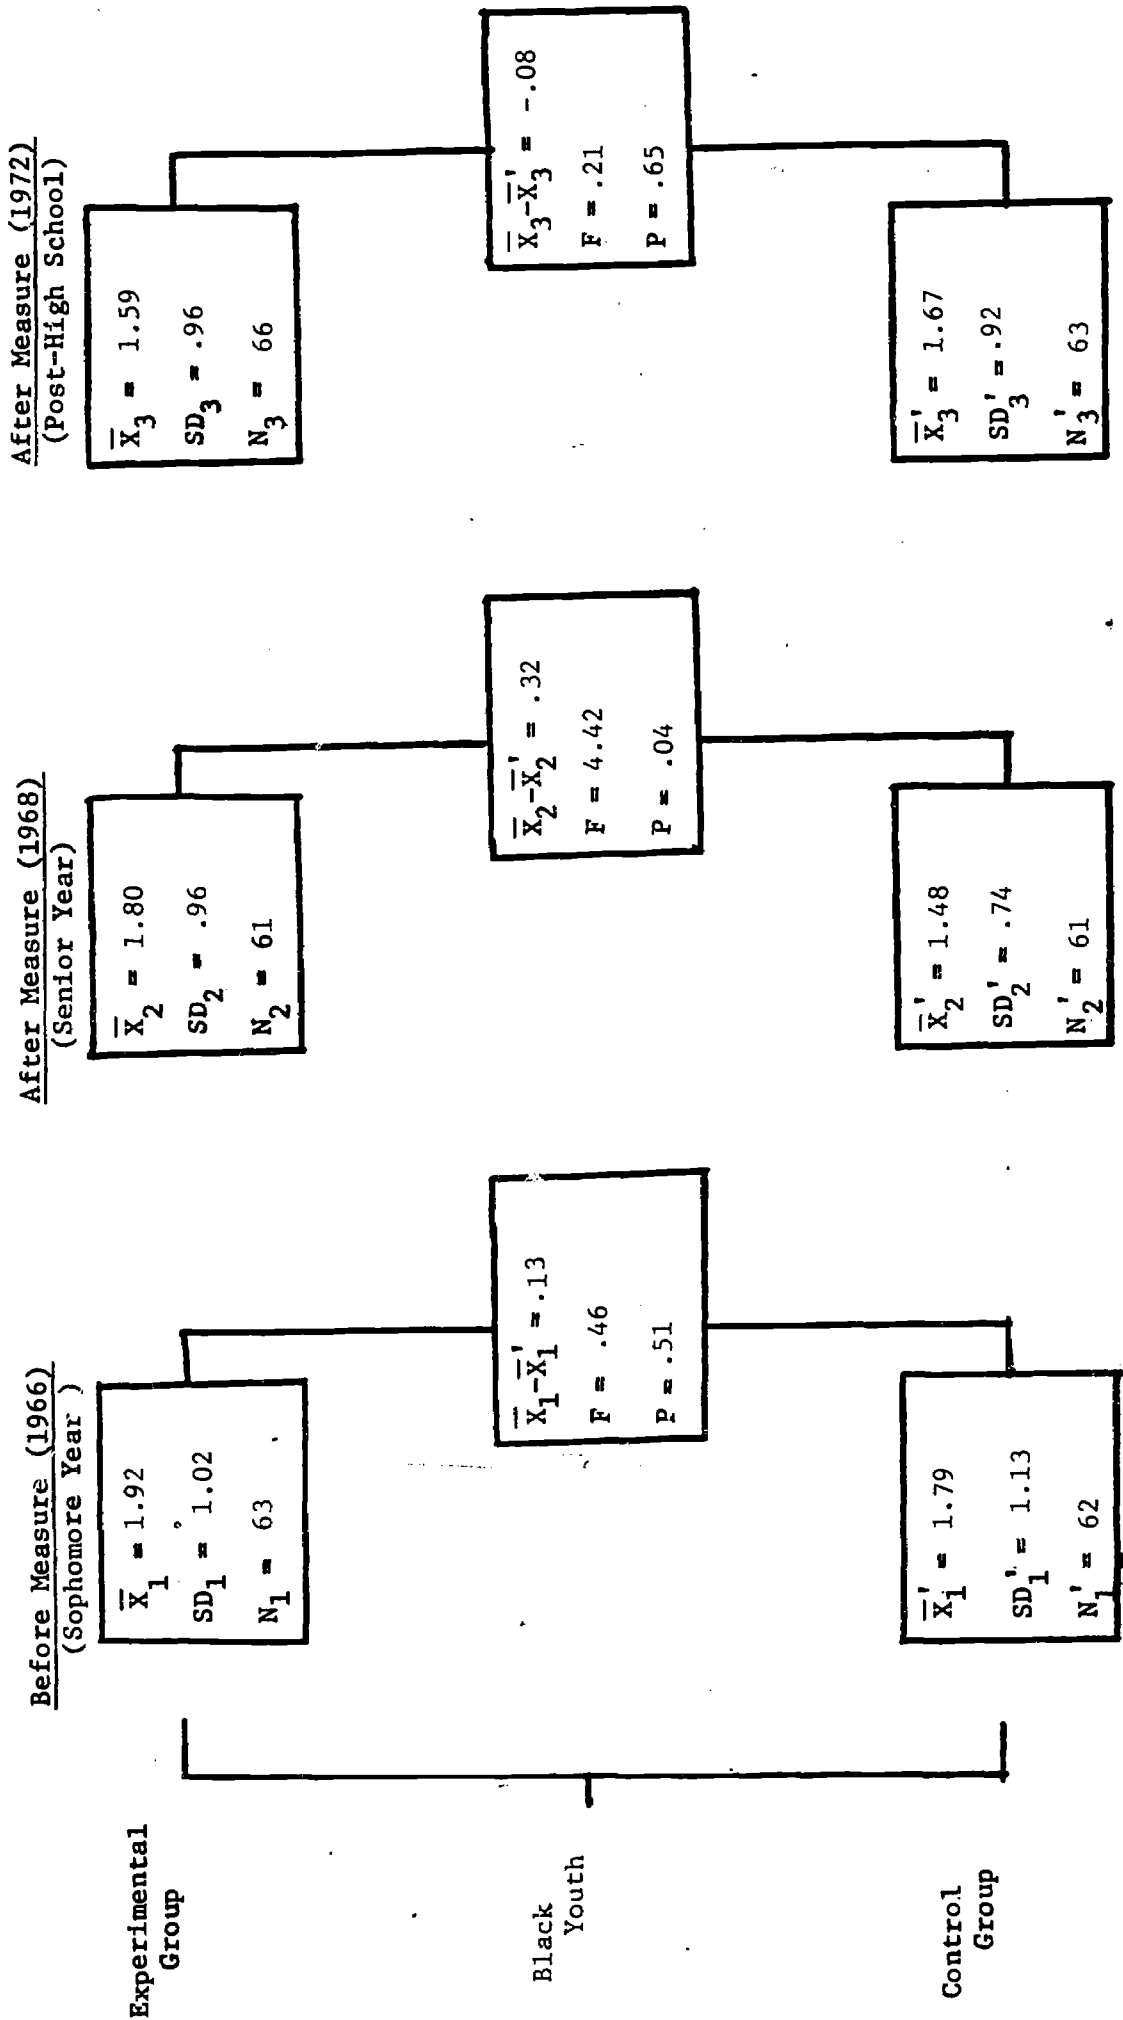 Before Measure (1966)
(Sophomore Year )
After Measure (1968)
(Senior Year)
After Measure (1972)
(Post-High School)
Experimental
Group
X̅₁ = 1.92
SD₁ = 1.02
N₁ = 63
X̅₂ = 1.80
SD₂ = .96
N₂ = 61
X̅₃ = 1.59
SD₃ = .96
N₃ = 66
Black
Youth
X̅₁-X̅₁' = .13
F = .46
P = .51
X̅₂-X̅₂' = .32
F = 4.42
P = .04
X̅₃-X̅₃' = -.08
F = .21
P = .65
Control
Group
X̅₁' = 1.79
SD₁' = 1.13
N₁' = 62
X̅₂' = 1.48
SD₂' = .74
N₂' = 61
X̅₃' = 1.67
SD₃' = .92
N₃' = 63